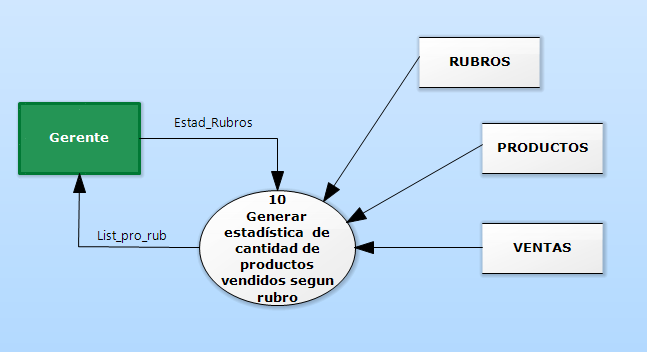 RUBROS
Gerente
Estad_Rubros
PRODUCTOS
10
Generar
estadística de
cantidad de
productos
vendidos segun
rubro
List_pro_rub
VENTAS